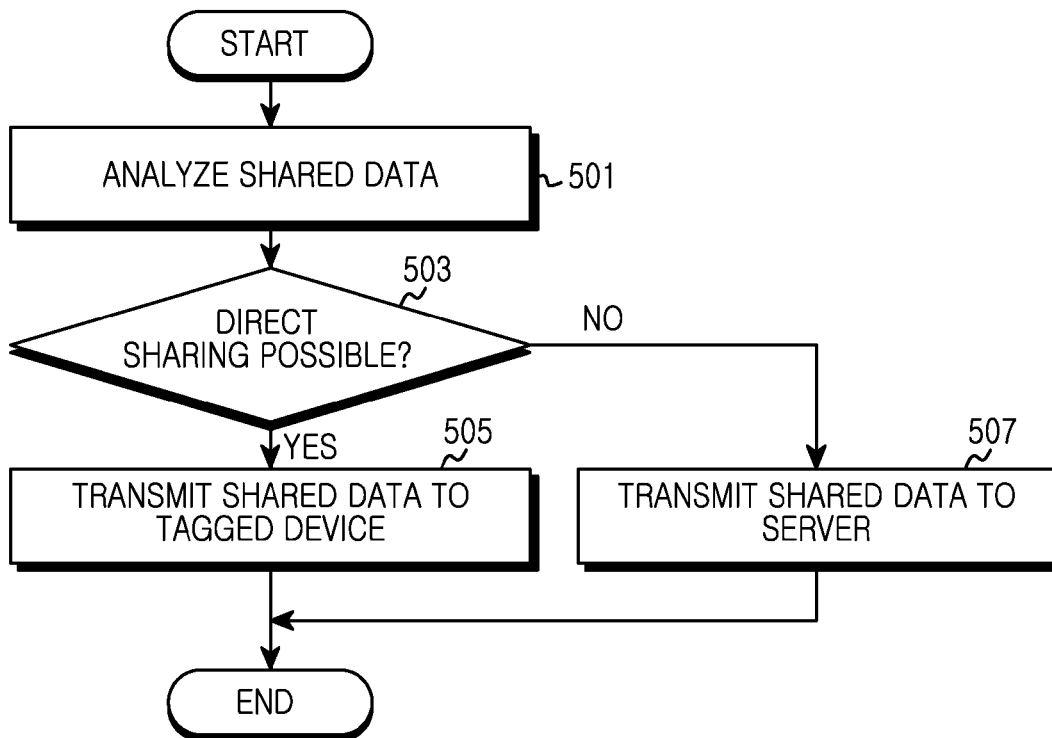 START
ANALYZE SHARED DATA
501
503
DIRECT
SHARING POSSIBLE?
NO
YES
505
TRANSMIT SHARED DATA TO
TAGGED DEVICE
507
TRANSMIT SHARED DATA TO
SERVER
END